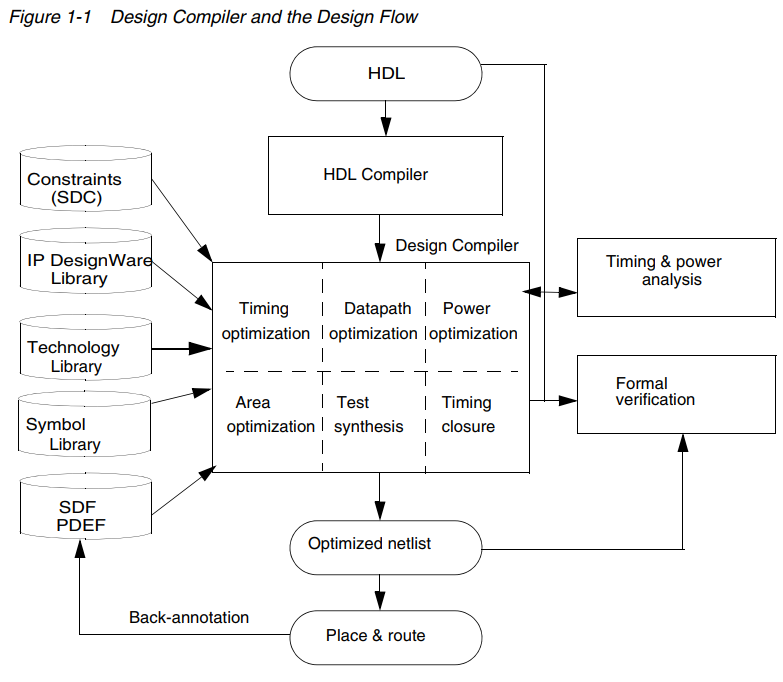 Figure 1-1 Design Compiler and the Design Flow
HDL
HDL Compiler
Constraints
(SDC)
IP DesignWare
Library
Technology
Library
Symbol
Library
SDF
PDEF
Design Compiler
Timing
optimization
Datapath
optimization
Power
optimization
Area
optimization
Test
synthesis
Timing
closure
Timing & power
analysis
Formal
verification
Optimized netlist
Back-annotation
Place & route